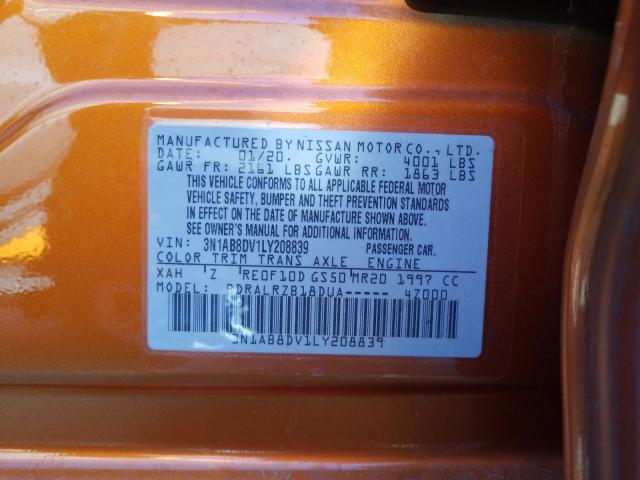 MANUFACTURED BY NISSAN MOTOR CO., LTD.
DATE: 01/20. GVWR: 4001 LBS
GAWR FR: 2161 LBS GAWR RR: 1863 LBS
THIS VEHICLE CONFORMS TO ALL APPLICABLE FEDERAL MOTOR
VEHICLE SAFETY, BUMPER AND THEFT PREVENTION STANDARDS
IN EFFECT ON THE DATE OF MANUFACTURE SHOWN ABOVE.
SEE OWNER'S MANUAL FOR ADDITIONAL INFORMATION.
VIN: 3N1AB8DV1LY208839 PASSENGER CAR.
COLOR TRIM TRANS AXLE ENGINE
XAH Z RE0F10D GS50 MR20 1997 CC
MODEL: BDRALRZB18DUA----- 4Z000
3N1AB8DV1LY208839